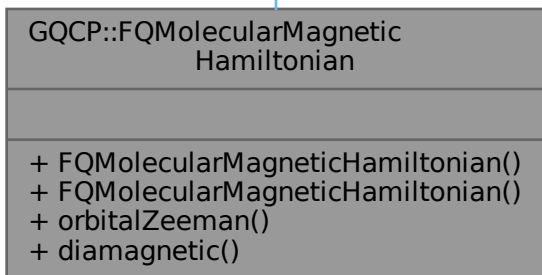 GQCP::FQMolecularMagnetic
Hamiltonian
+ FQMolecularMagneticHamiltonian()
+ FQMolecularMagneticHamiltonian()
+ orbitalZeeman()
+ diamagnetic()